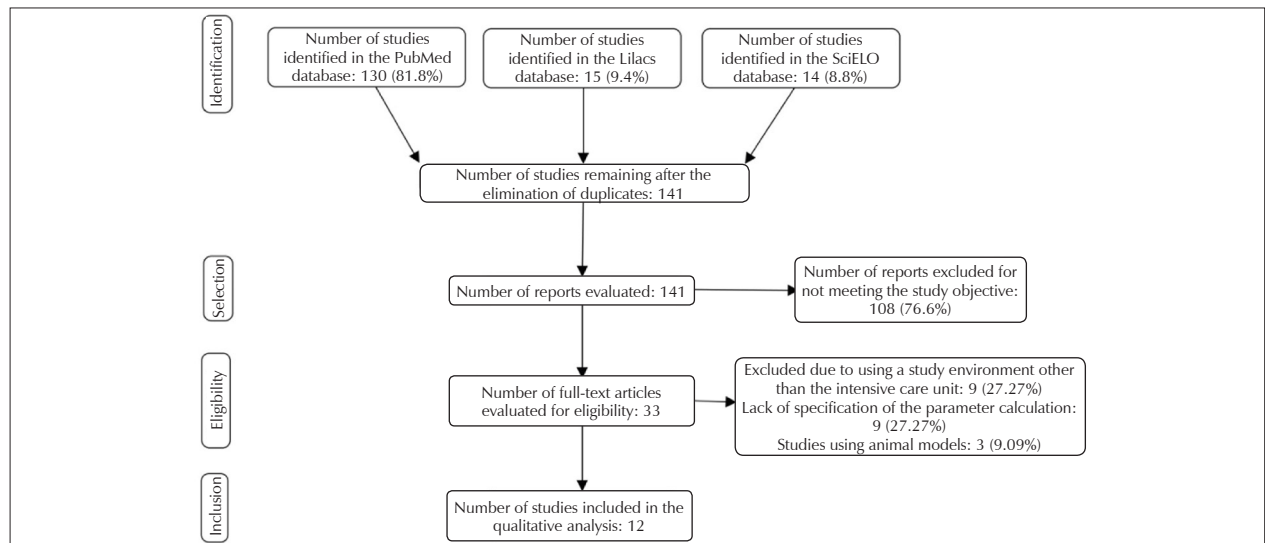 Identification
Number of studies
identified in the PubMed
database: 130 (81.8%)
Number of studies
identified in the Lilacs
database: 15 (9.4%)
Number of studies
identified in the SciELO
database: 14 (8.8%)
Number of studies remaining after the
elimination of duplicates: 141
Selection
Number of reports evaluated: 141
Number of reports excluded for
not meeting the study objective:
108 (76.6%)
Eligibility
Number of full-text articles
evaluated for eligibility: 33
Excluded due to using a study environment other
than the intensive care unit: 9 (27.27%)
Lack of specification of the parameter calculation:
9 (27.27%)
Studies using animal models: 3 (9.09%)
Inclusion
Number of studies included in the
qualitative analysis: 12